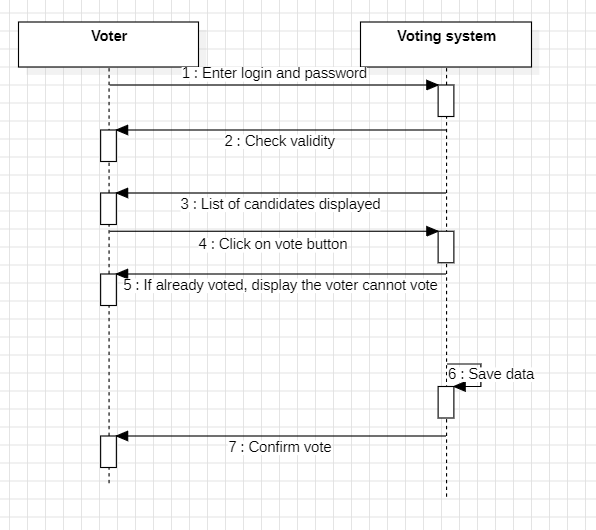 Voter
Voting system
1 : Enter login and password
2 : Check validity
3 : List of candidates displayed
4 : Click on vote button
5 : If already voted, display the voter cannot vote
6 : Save data
7 : Confirm vote